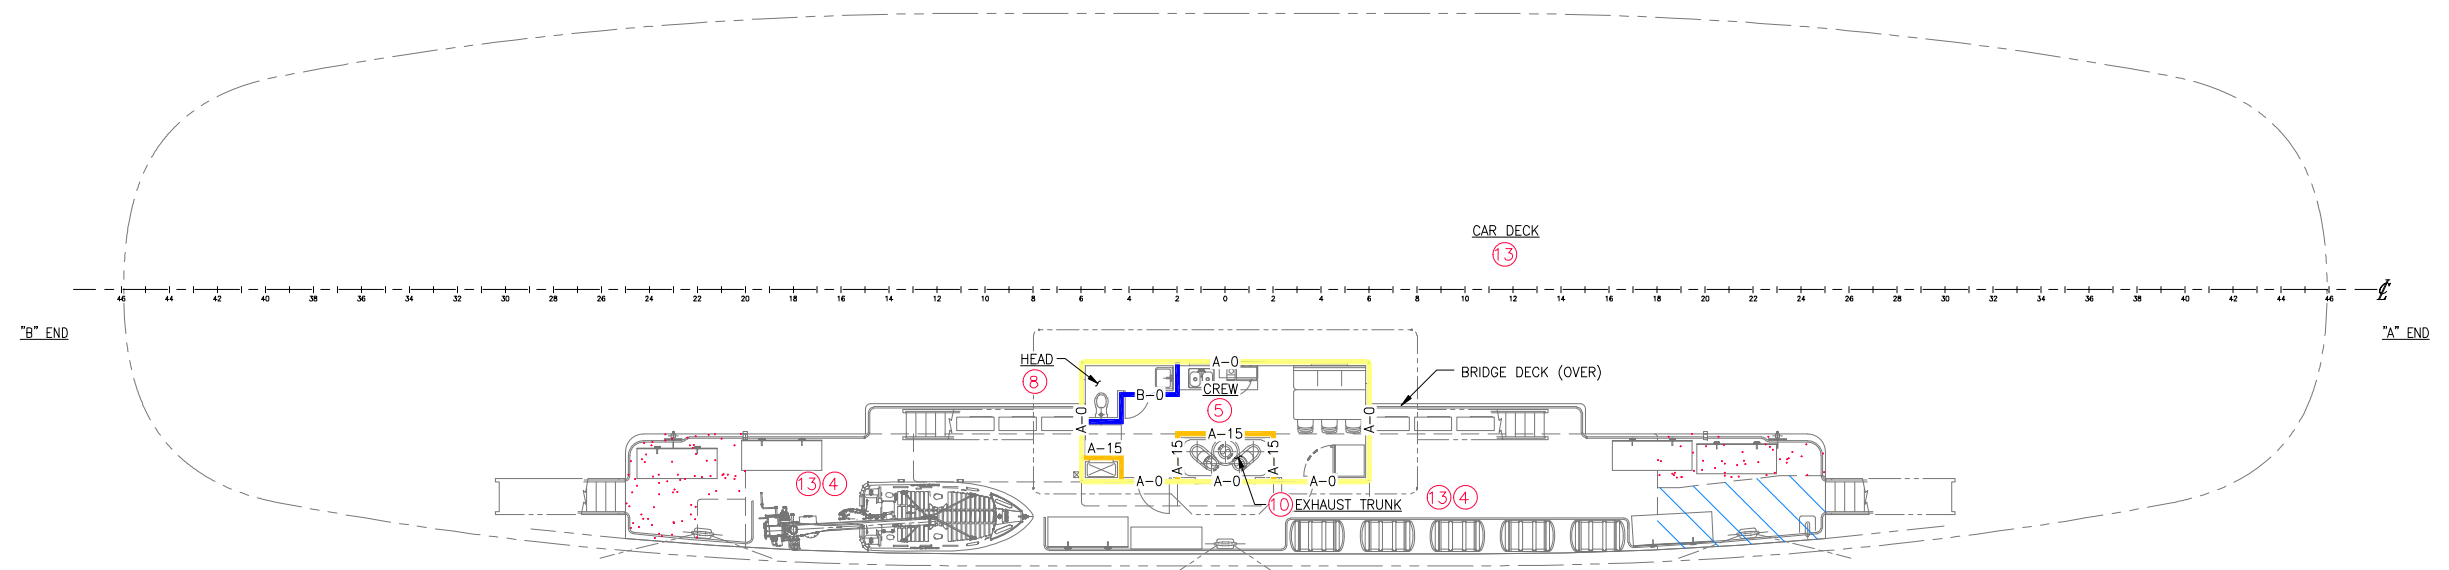 CAR DECK
13
46 44 42 40 38 36 34 32 30 28 26 24 22 20 18 16 14 12 10 8 6 4 2 0 2 4 6 8 10 12 14 16 18 20 22 24 26 28 30 32 34 36 38 40 42 44 46
"B" END
"A" END
HEAD
8
A-0
BRIDGE DECK (OVER)
B-0
CREW
5
A-0
A-0
A-15
A-15
A-15
A-15
A-0
A-0
A-0
13 4
13 4
10 EXHAUST TRUNK